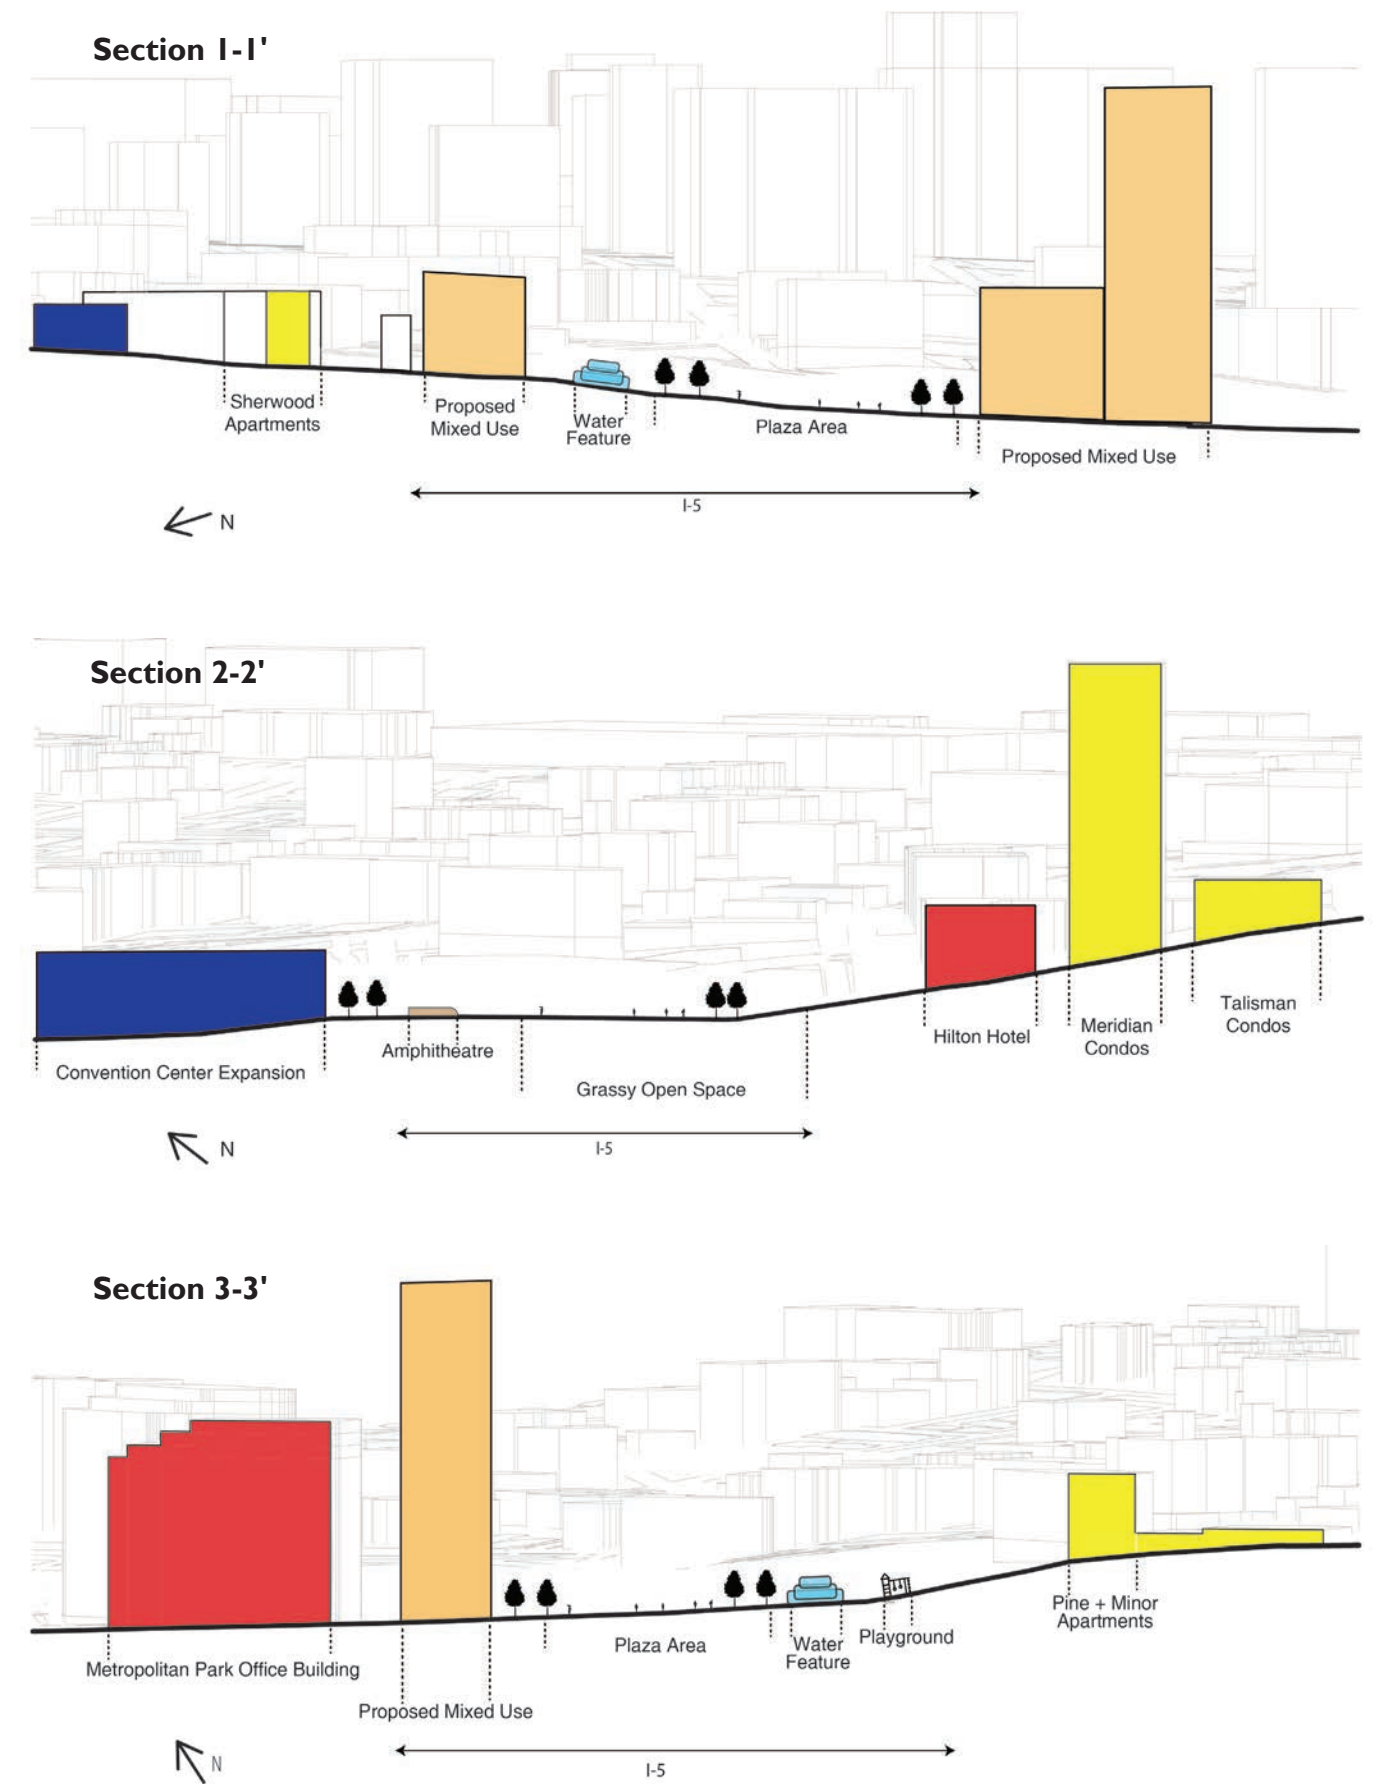 Section 1-1'
Sherwood
Apartments
Proposed
Mixed Use
Water
Feature
Plaza Area
Proposed Mixed Use
I-5
N
Section 2-2'
Convention Center Expansion
Amphitheatre
Grassy Open Space
Hilton Hotel
Meridian
Condos
Talisman
Condos
I-5
N
Section 3-3'
Metropolitan Park Office Building
Proposed Mixed Use
Plaza Area
Water
Feature
Playground
Pine + Minor
Apartments
I-5
N